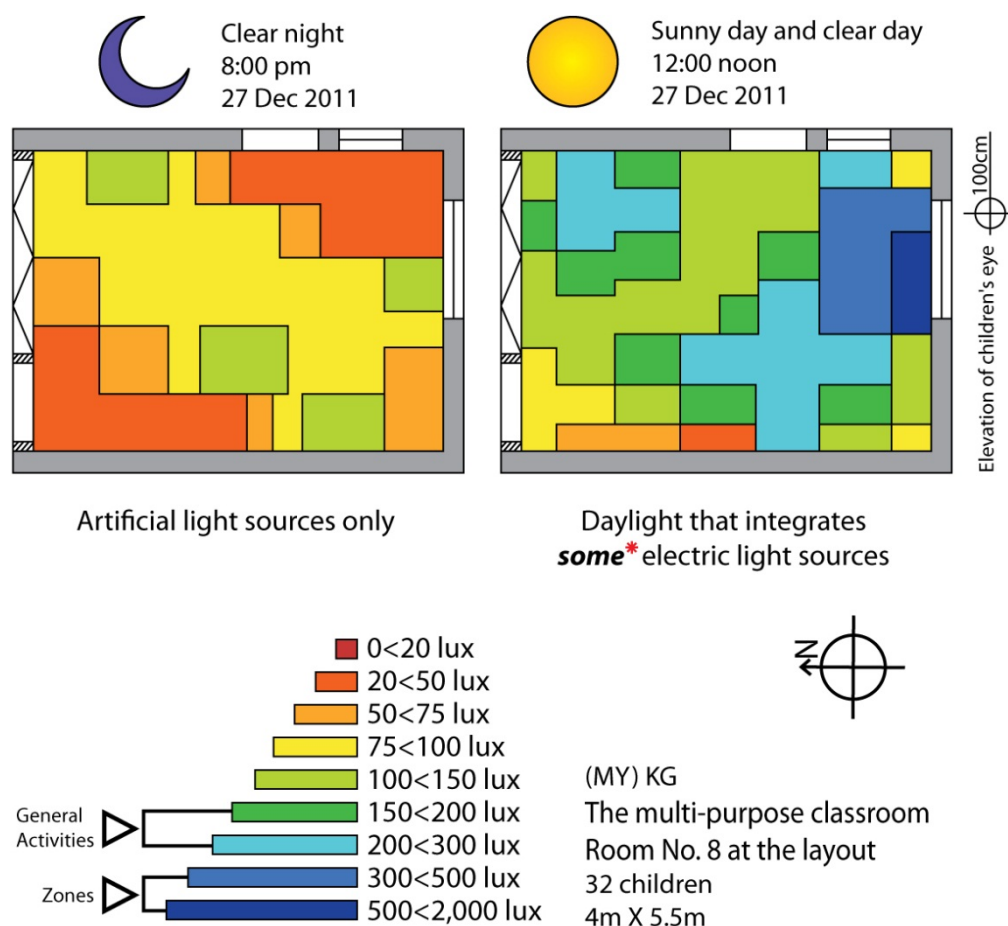 Clear night
8:00 pm
27 Dec 2011
Sunny day and clear day
12:00 noon
27 Dec 2011
Elevation of children's eye
100cm
Artificial light sources only
Daylight that integrates
some* electric light sources
0<20 lux
20<50 lux
50<75 lux
75<100 lux
100<150 lux
General
Activities
150<200 lux
200<300 lux
Zones
300<500 lux
500<2,000 lux
N
(MY) KG
The multi-purpose classroom
Room No. 8 at the layout
32 children
4m X 5.5m